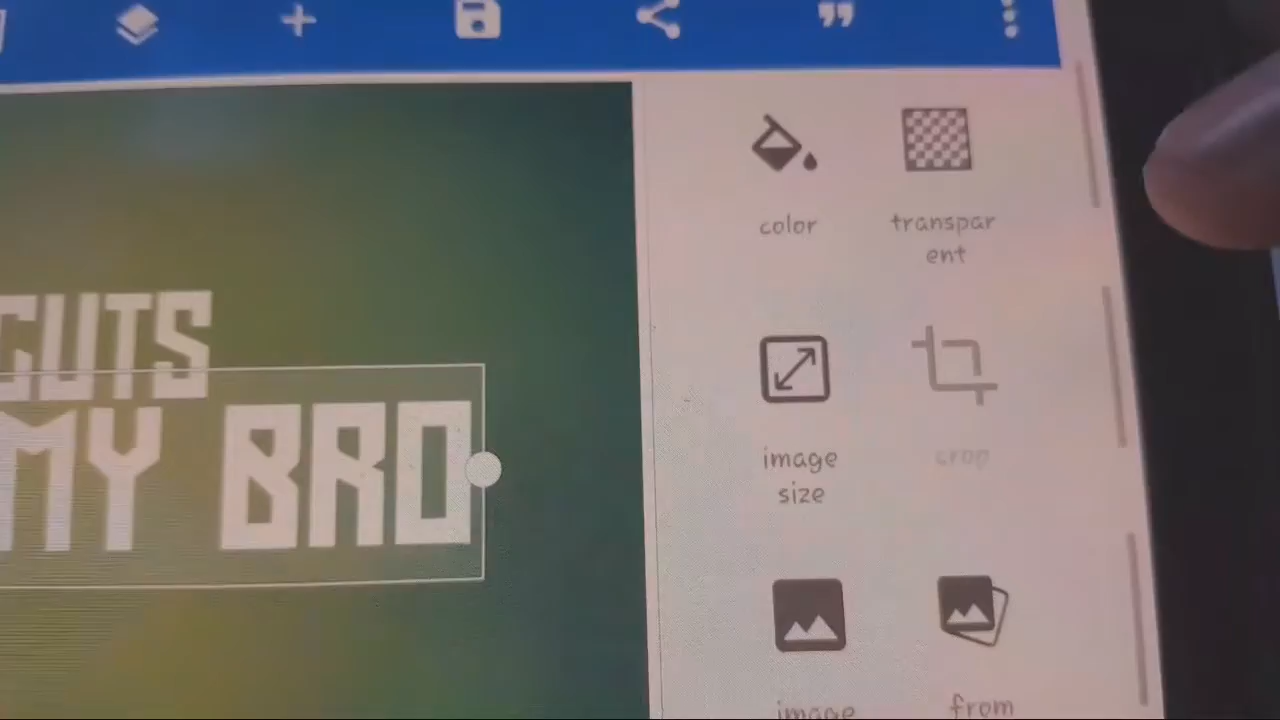 color
transpar
ent
CUTS
MY BRO
image
size
crop
image
from